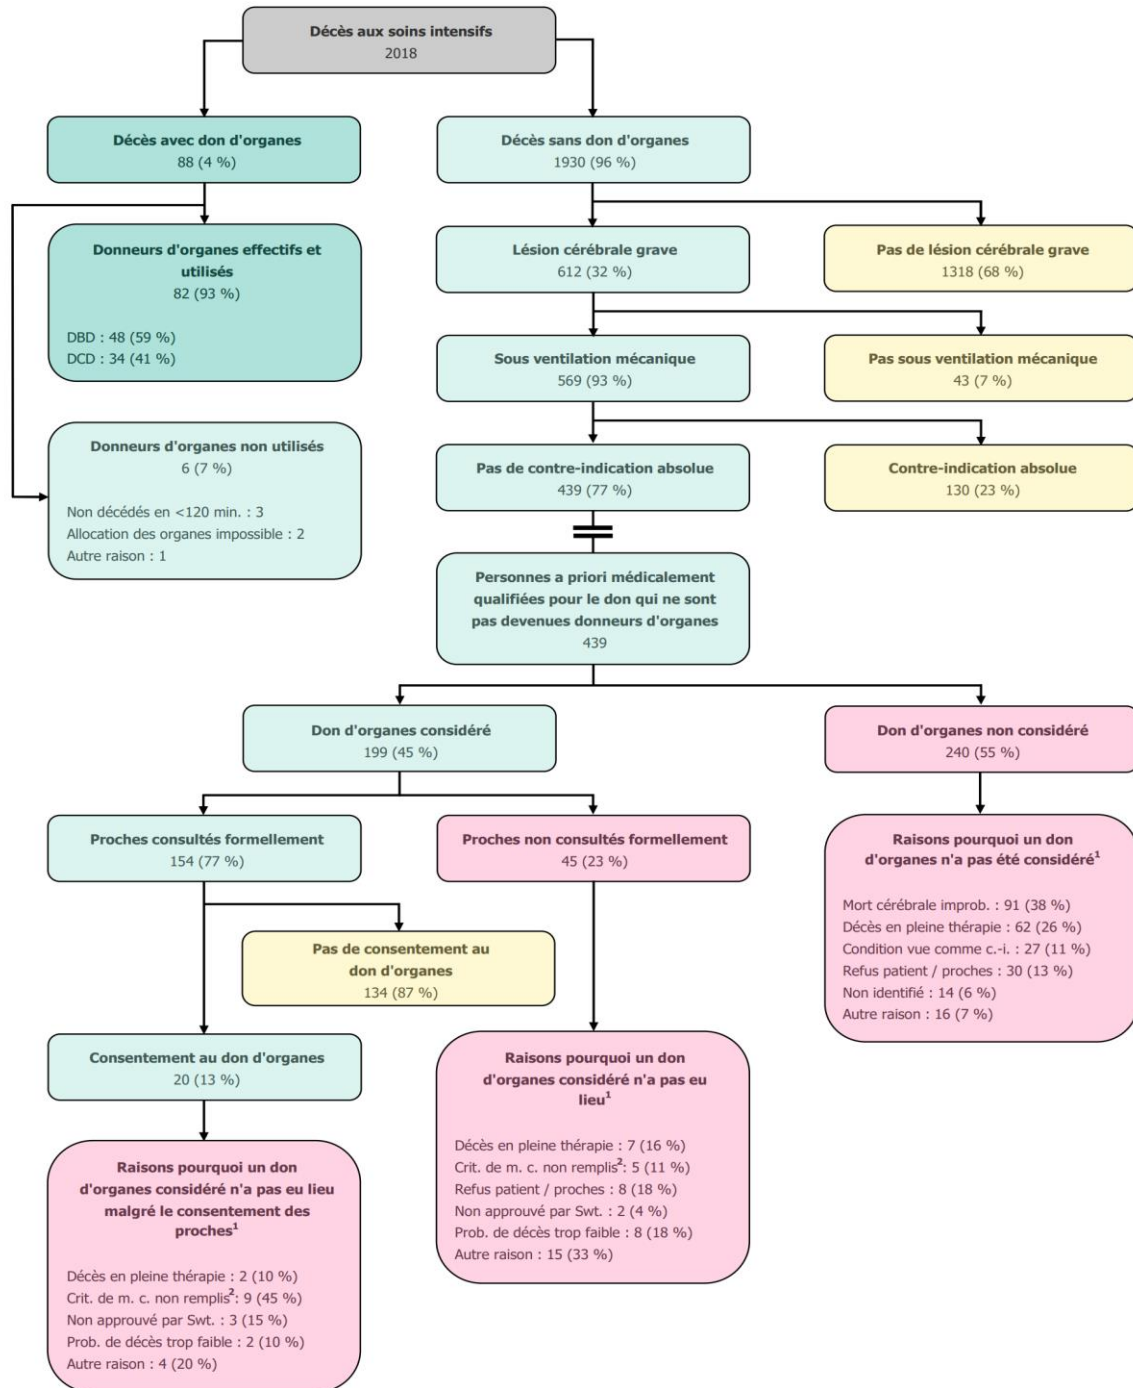 Décès aux soins intensifs
2018
Décès avec don d'organes
88 (4 %)
Décès sans don d'organes
1930 (96 %)
Donneurs d'organes effectifs et
utilisés
82 (93 %)
DBD : 48 (59 %)
DCD : 34 (41 %)
Lésion cérébrale grave
612 (32 %)
Pas de lésion cérébrale grave
1318 (68 %)
Sous ventilation mécanique
569 (93 %)
Pas sous ventilation mécanique
43 (7 %)
Donneurs d'organes non utilisés
6 (7 %)
Non décédés en <120 min. : 3
Allocation des organes impossible : 2
Autre raison : 1
Pas de contre-indication absolue
439 (77 %)
Contre-indication absolue
130 (23 %)
Personnes a priori médicalement
qualifiées pour le don qui ne sont
pas devenues donneurs d'organes
439
Don d'organes considéré
199 (45 %)
Don d'organes non considéré
240 (55 %)
Proches consultés formellement
154 (77 %)
Proches non consultés formellement
45 (23 %)
Raisons pourquoi un don
d'organes n'a pas été considéré¹
Mort cérébrale improb. : 91 (38 %)
Décès en pleine thérapie : 62 (26 %)
Condition vue comme c.-i. : 27 (11 %)
Refus patient / proches : 30 (13 %)
Non identifié : 14 (6 %)
Autre raison : 16 (7 %)
Pas de consentement au
don d'organes
134 (87 %)
Consentement au don d'organes
20 (13 %)
Raisons pourquoi un don
d'organes considéré n'a pas eu
lieu¹
Décès en pleine thérapie : 7 (16 %)
Crit. de m. c. non remplis²: 5 (11 %)
Refus patient / proches : 8 (18 %)
Non approuvé par Swt. : 2 (4 %)
Prob. de décès trop faible : 8 (18 %)
Autre raison : 15 (33 %)
Raisons pourquoi un don
d'organes considéré n'a pas eu lieu
malgré le consentement des
proches¹
Décès en pleine thérapie : 2 (10 %)
Crit. de m. c. non remplis²: 9 (45 %)
Non approuvé par Swt. : 3 (15 %)
Prob. de décès trop faible : 2 (10 %)
Autre raison : 4 (20 %)